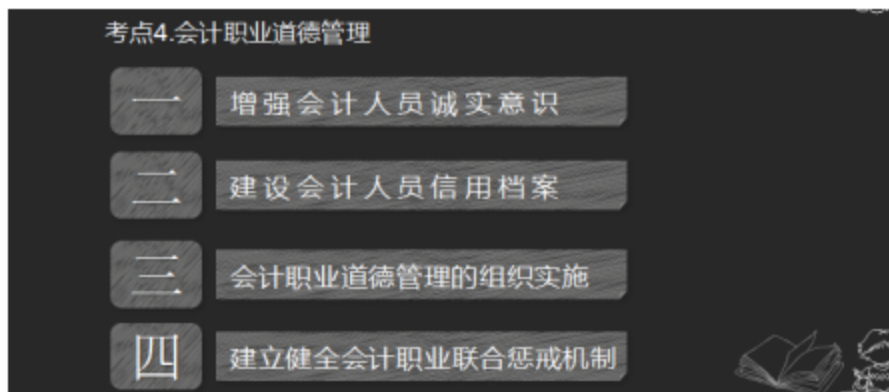 考点4.会计职业道德管理
一 增强会计人员诚实意识
二 建设会计人员信用档案
三 会计职业道德管理的组织实施
四 建立健全会计职业联合惩戒机制